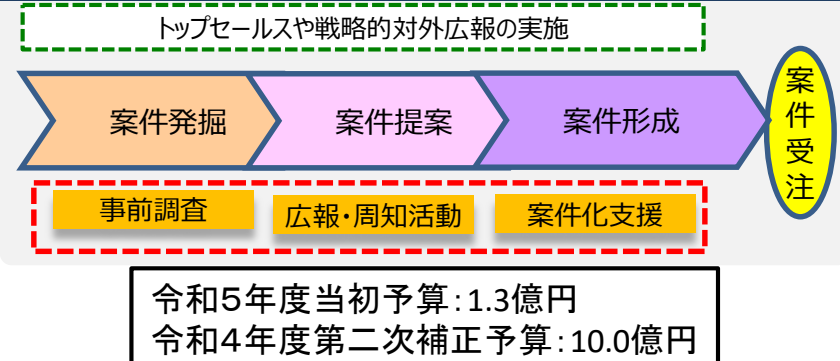 トップセールスや戦略的対外広報の実施
案件発掘
案件提案
案件形成
案件受注
事前調査
広報・周知活動
案件化支援
令和５年度当初予算：1.3億円
令和４年度第二次補正予算：10.0億円